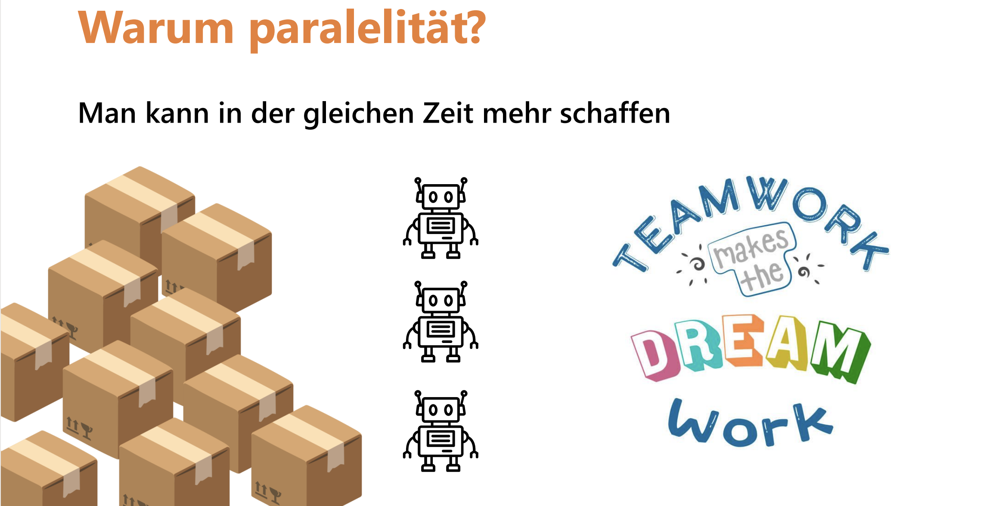 Warum paralelität?
Man kann in der gleichen Zeit mehr schaffen
TEAMWORK
makes
the
DREAM
Work